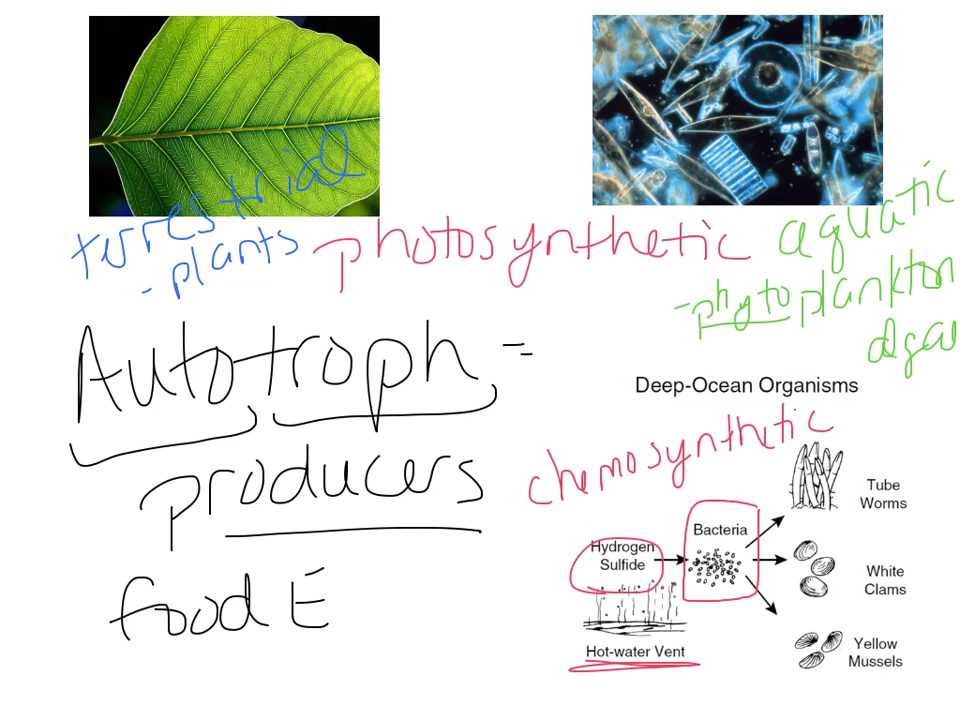 terrestrial
- plants
photosynthetic
aquatic
- phytoplankton
algae
Autotroph =
producers
food E
Deep-Ocean Organisms
chemosynthetic
Tube
Worms
Bacteria
Hydrogen
Sulfide
White
Clams
Hot-water Vent
Yellow
Mussels